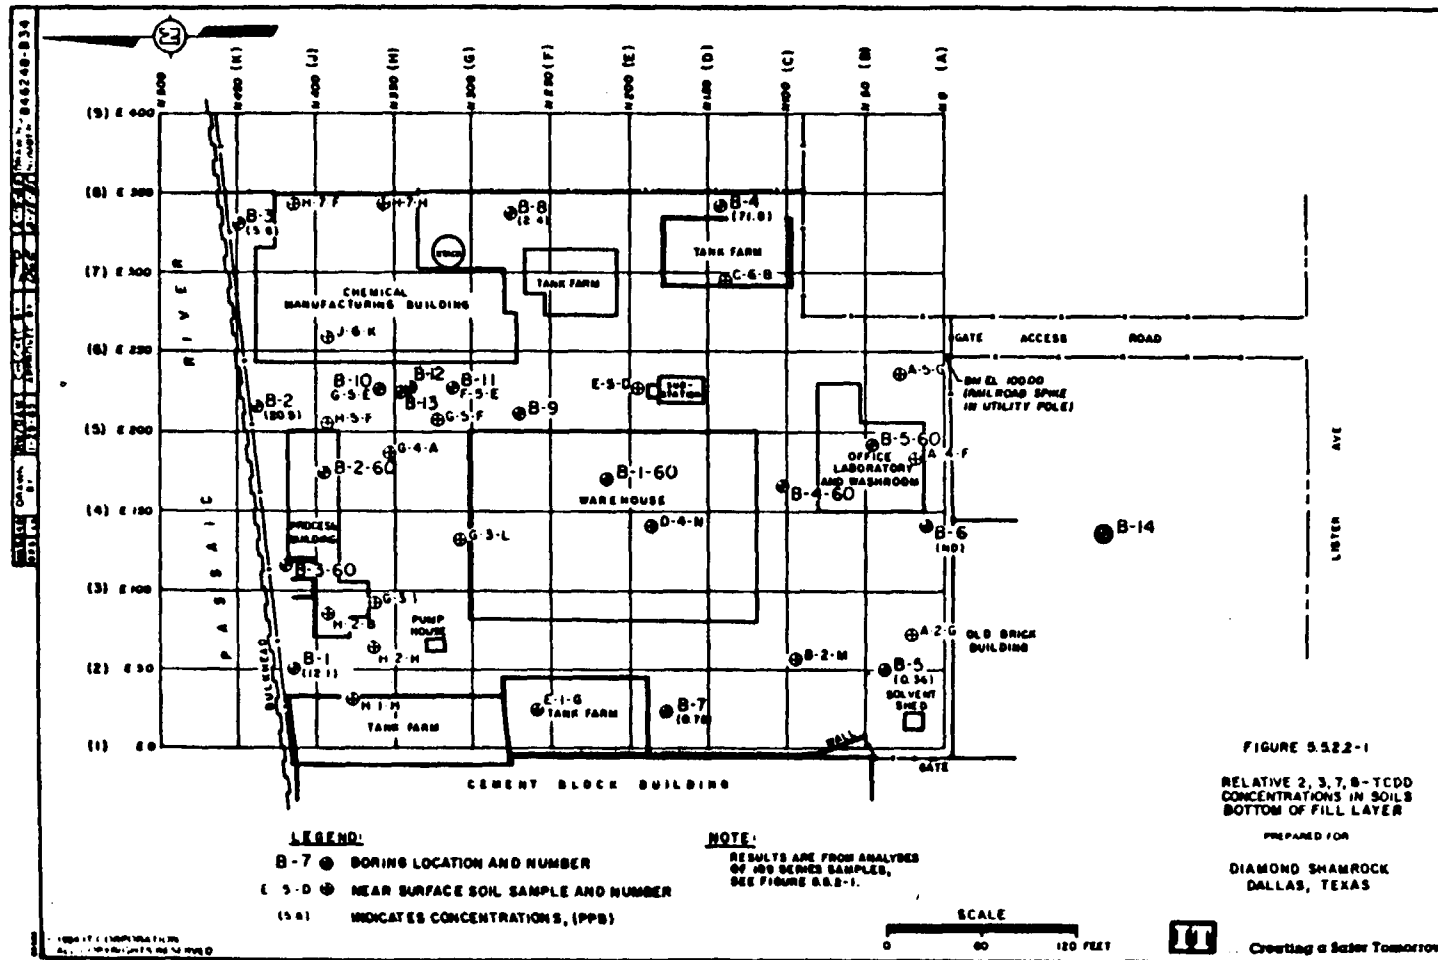 846240-B34
N
N 500
N 450 (K)
N 400 (J)
N 350 (H)
N 300 (G)
N 250 (F)
N 200 (E)
N 150 (D)
N 100 (C)
N 50 (B)
N 0 (A)
(9) E 400
(8) E 350
(7) E 300
(6) E 250
(5) E 200
(4) E 150
(3) E 100
(2) E 50
(1) E 0
PASSAIC RIVER
BULKHEAD
B-3
(5.6)
H-7-F
H-7-H
B-8
(2.4)
B-4
(71.8)
TANK FARM
C-6-B
TANK FARM
CHEMICAL
MANUFACTURING BUILDING
J-6-K
GATE ACCESS ROAD
BM EL 100.00
(RAILROAD SPIKE
IN UTILITY POLE)
B-10
G-5-E
B-12
B-13
B-11
F-5-E
G-5-F
B-9
E-5-D
SUB-
STATION
A-5-C
B-2
H-5-F
G-4-A
B-2-60
B-1-60
WAREHOUSE
B-5-60
A-4-F
OFFICE
LABORATORY
AND WASHROOM
B-4-60
PROCESS
BUILDING
G-3-L
D-4-N
B-6
(ND)
B-14
LISTER AVE
B-3-60
G-3-I
H-2-B
H-2-H
PUMP
HOUSE
A-2-G
OLD BRICK
BUILDING
B-1
(12.1)
B-2-M
B-5
(0.36)
SOLVENT
SHED
H-1-H
TANK FARM
E-1-G
TANK FARM
B-7
WALL
GATE
CEMENT BLOCK BUILDING
FIGURE 5.5.2.2-1
RELATIVE 2, 3, 7, 8-TCDD
CONCENTRATIONS IN SOILS
BOTTOM OF FILL LAYER
PREPARED FOR
DIAMOND SHAMROCK
DALLAS, TEXAS
LEGEND:
B-7 BORING LOCATION AND NUMBER
E-5-D NEAR SURFACE SOIL SAMPLE AND NUMBER
(5.6) INDICATES CONCENTRATIONS, (PPB)
NOTE:
RESULTS ARE FROM ANALYSES
OF 100 SERIES SAMPLES,
SEE FIGURE
SCALE
0 60 120 FEET
IT CORPORATION
ALL COPYRIGHTS RESERVED
IT Creating a Safer Tomorrow